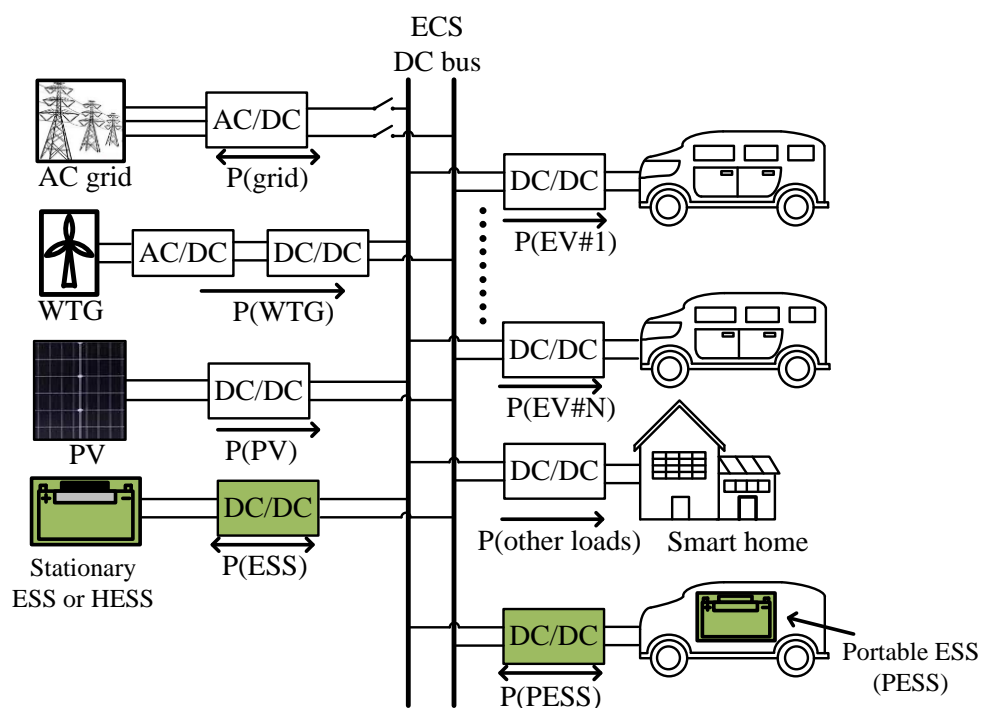 ECS
DC bus
AC/DC
AC grid
P(grid)
AC/DC
DC/DC
WTG
P(WTG)
DC/DC
PV
P(PV)
+
-
DC/DC
P(ESS)
Stationary
ESS or HESS
DC/DC
P(EV#1)
DC/DC
P(EV#N)
DC/DC
P(other loads)
Smart home
DC/DC
P(PESS)
+
-
Portable ESS
(PESS)